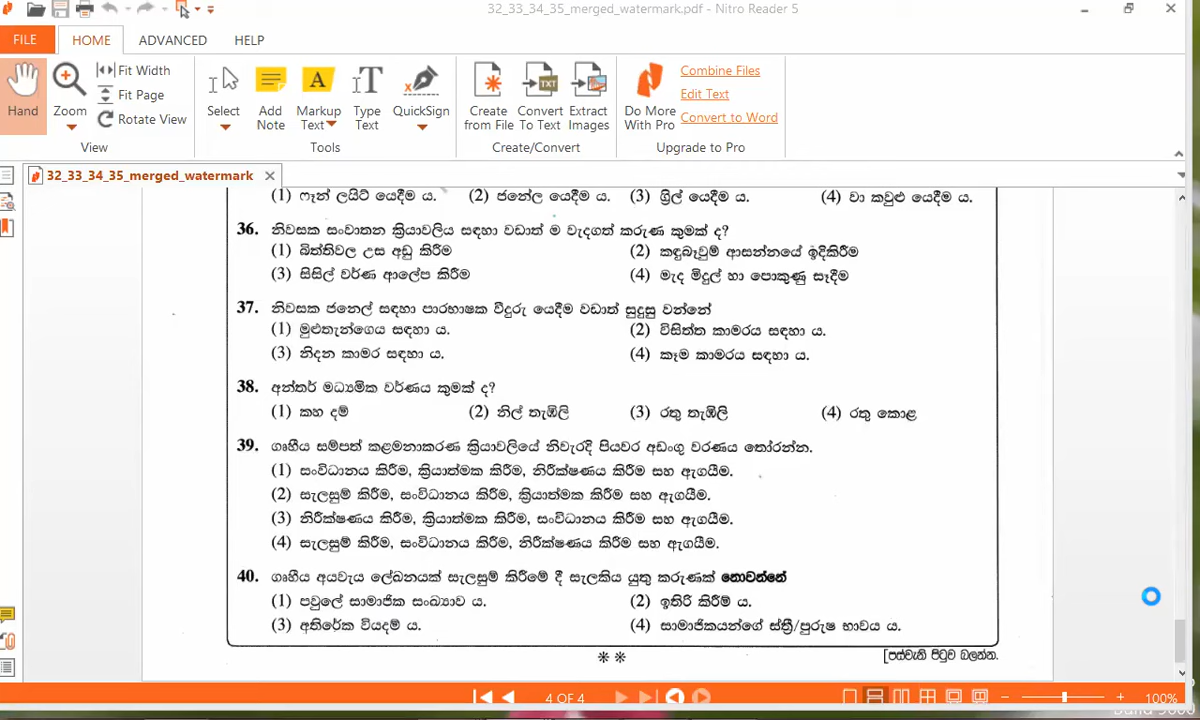 32_33_34_35_merged_watermark.pdf - Nitro Reader 5
FILE HOME ADVANCED HELP
Hand
Zoom
Fit Width
Fit Page
Rotate View
View
Select
Add Note
Markup Text
Type Text
QuickSign
Tools
Create from File
Convert To Text
Extract Images
Create/Convert
Do More With Pro
Combine Files
Edit Text
Convert to Word
Upgrade to Pro
32_33_34_35_merged_watermark
(1) ෆෑන් ලයිට් යෙදීම ය. (2) ජනේල යෙදීම ය. (3) ග්‍රිල් යෙදීම ය. (4) වා කවුළු යෙදීම ය.
36. නිවසක සංවාතන ක්‍රියාවලිය සඳහා වඩාත් ම වැදගත් කරුණ කුමක් ද?
(1) බිත්තිවල උස අඩු කිරීම (2) කඳුබෑවුම් ආසන්නයේ ඉදිකිරීම
(3) සිසිල් වර්ණ ආලේප කිරීම (4) මැද මිදුල් හා පොකුණු සෑදීම
37. නිවසක ජනෙල් සඳහා පාරභාෂක වීදුරු යෙදීම වඩාත් සුදුසු වන්නේ
(1) මුළුතැන්ගෙය සඳහා ය. (2) විසිත්ත කාමරය සඳහා ය.
(3) නිදන කාමර සඳහා ය. (4) කෑම කාමරය සඳහා ය.
38. අන්තර් මධ්‍යමික වර්ණය කුමක් ද?
(1) කහ දම් (2) නිල් තැඹිලි (3) රතු තැඹිලි (4) රතු කොළ
39. ගෘහීය සම්පත් කළමනාකරණ ක්‍රියාවලියේ නිවැරදි පියවර අඩංගු වරණය තෝරන්න.
(1) සංවිධානය කිරීම, ක්‍රියාත්මක කිරීම, නිරීක්ෂණය කිරීම සහ ඇගයීම.
(2) සැලසුම් කිරීම, සංවිධානය කිරීම, ක්‍රියාත්මක කිරීම සහ ඇගයීම.
(3) නිරීක්ෂණය කිරීම, ක්‍රියාත්මක කිරීම, සංවිධානය කිරීම සහ ඇගයීම.
(4) සැලසුම් කිරීම, සංවිධානය කිරීම, නිරීක්ෂණය කිරීම සහ ඇගයීම.
40. ගෘහීය අයවැය ලේඛනයක් සැලසුම් කිරීමේ දී සැලකිය යුතු කරුණක් නොවන්නේ
(1) පවුලේ සාමාජික සංඛ්‍යාව ය. (2) ඉතිරි කිරීම් ය.
(3) අතිරේක වියදම් ය. (4) සාමාජිකයන්ගේ ස්ත්‍රී/පුරුෂ භාවය ය.
** [පස්වැනි පිටුව බලන්න.
4 OF 4 100%